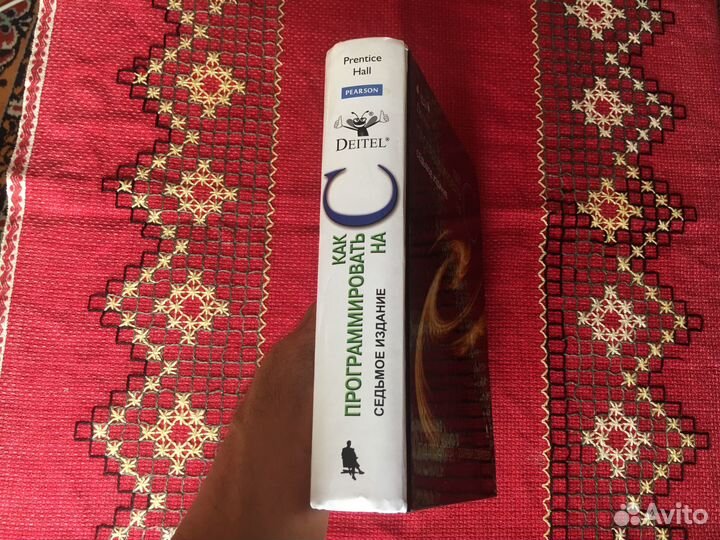 Prentice
Hall
PEARSON
DEITEL®
КАК
ПРОГРАММИРОВАТЬ
НА
C
СЕДЬМОЕ ИЗДАНИЕ
Avito